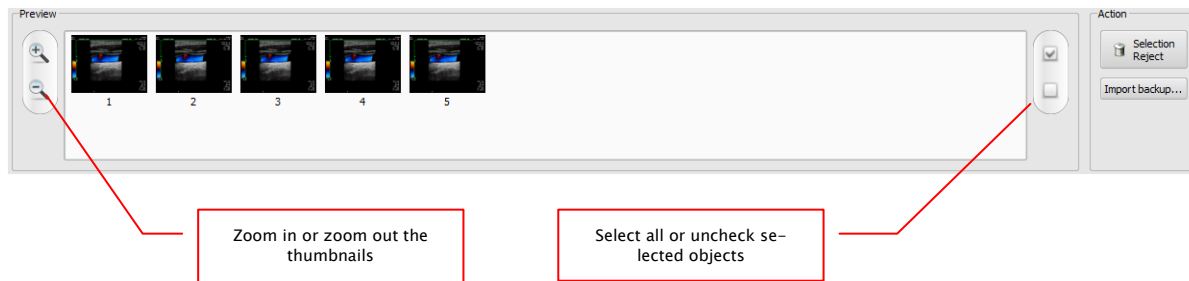 Preview
Action
Selection
Reject
Import backup...
1 2 3 4 5
Zoom in or zoom out the
thumbnails
Select all or uncheck se-
lected objects